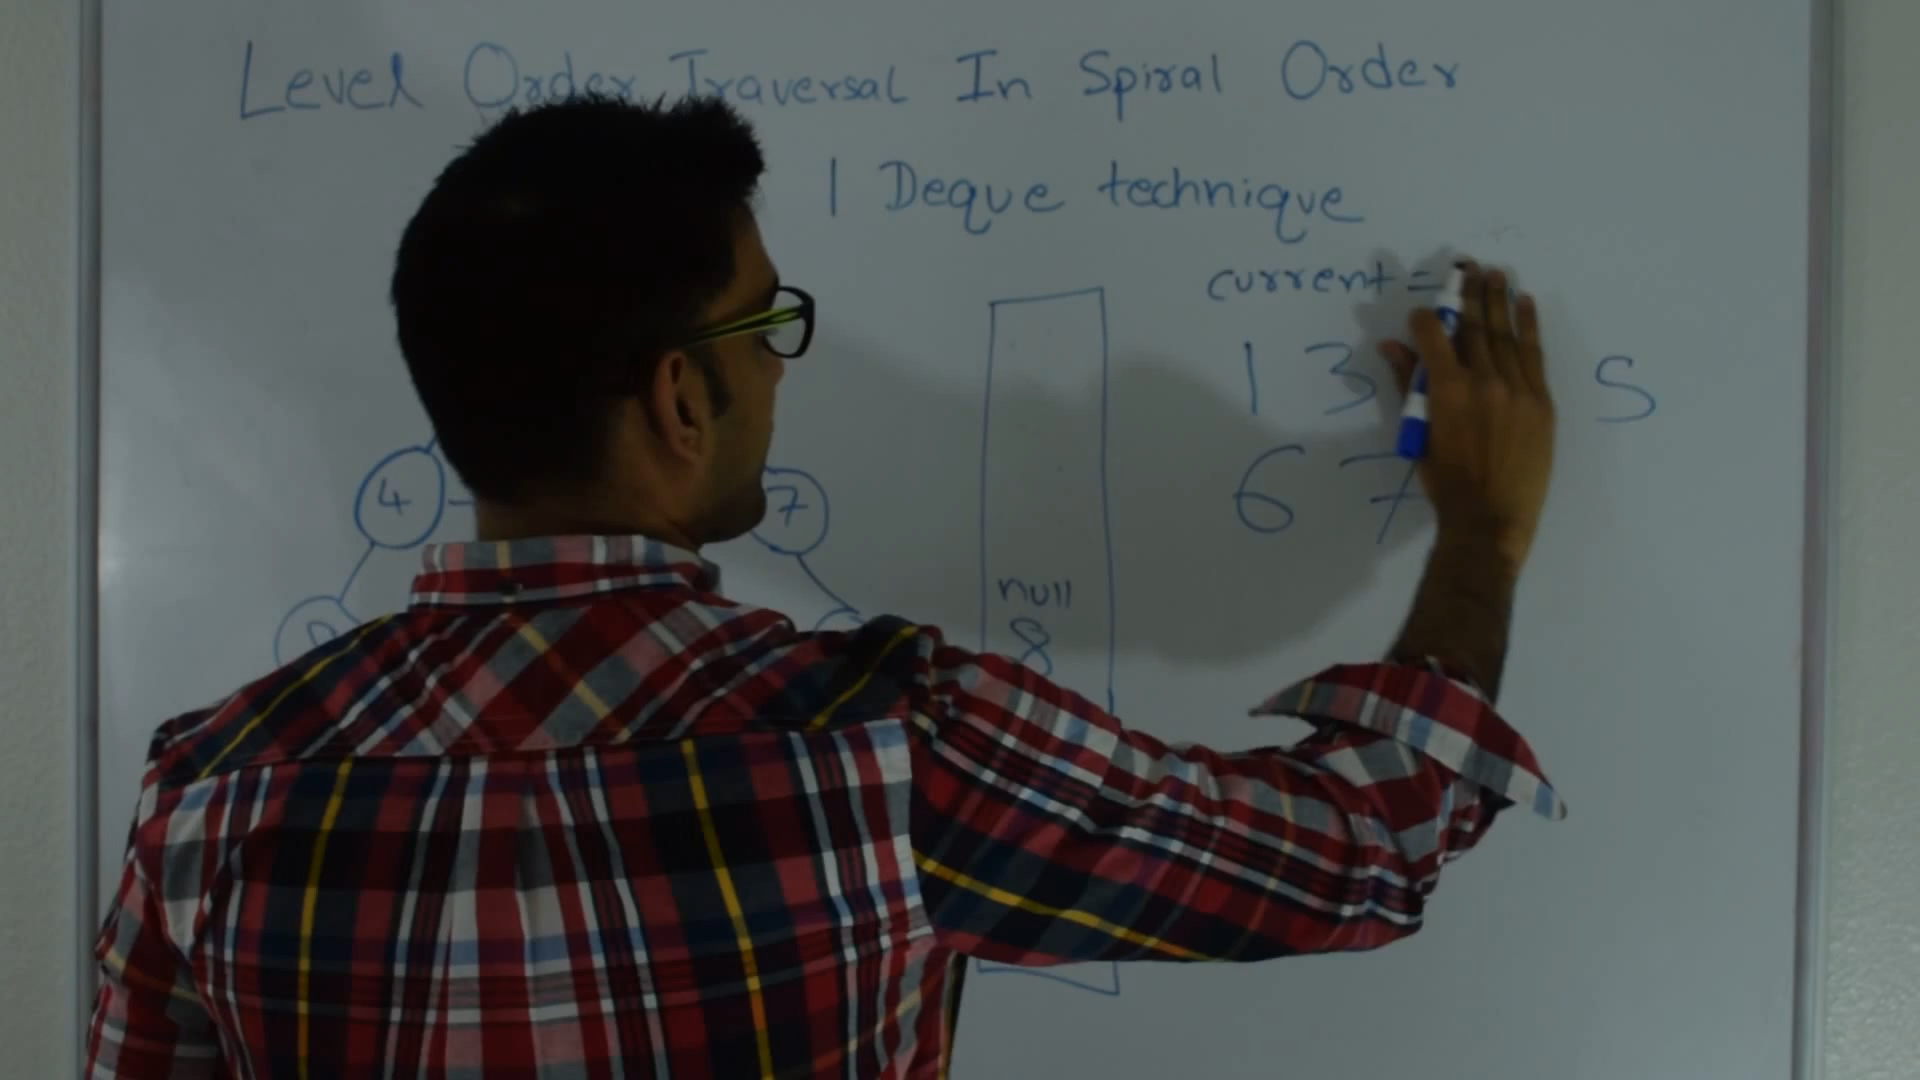 Level Order Traversal In Spiral Order
1 Deque technique
current =
1 3 5
6 7
4 7
null
8